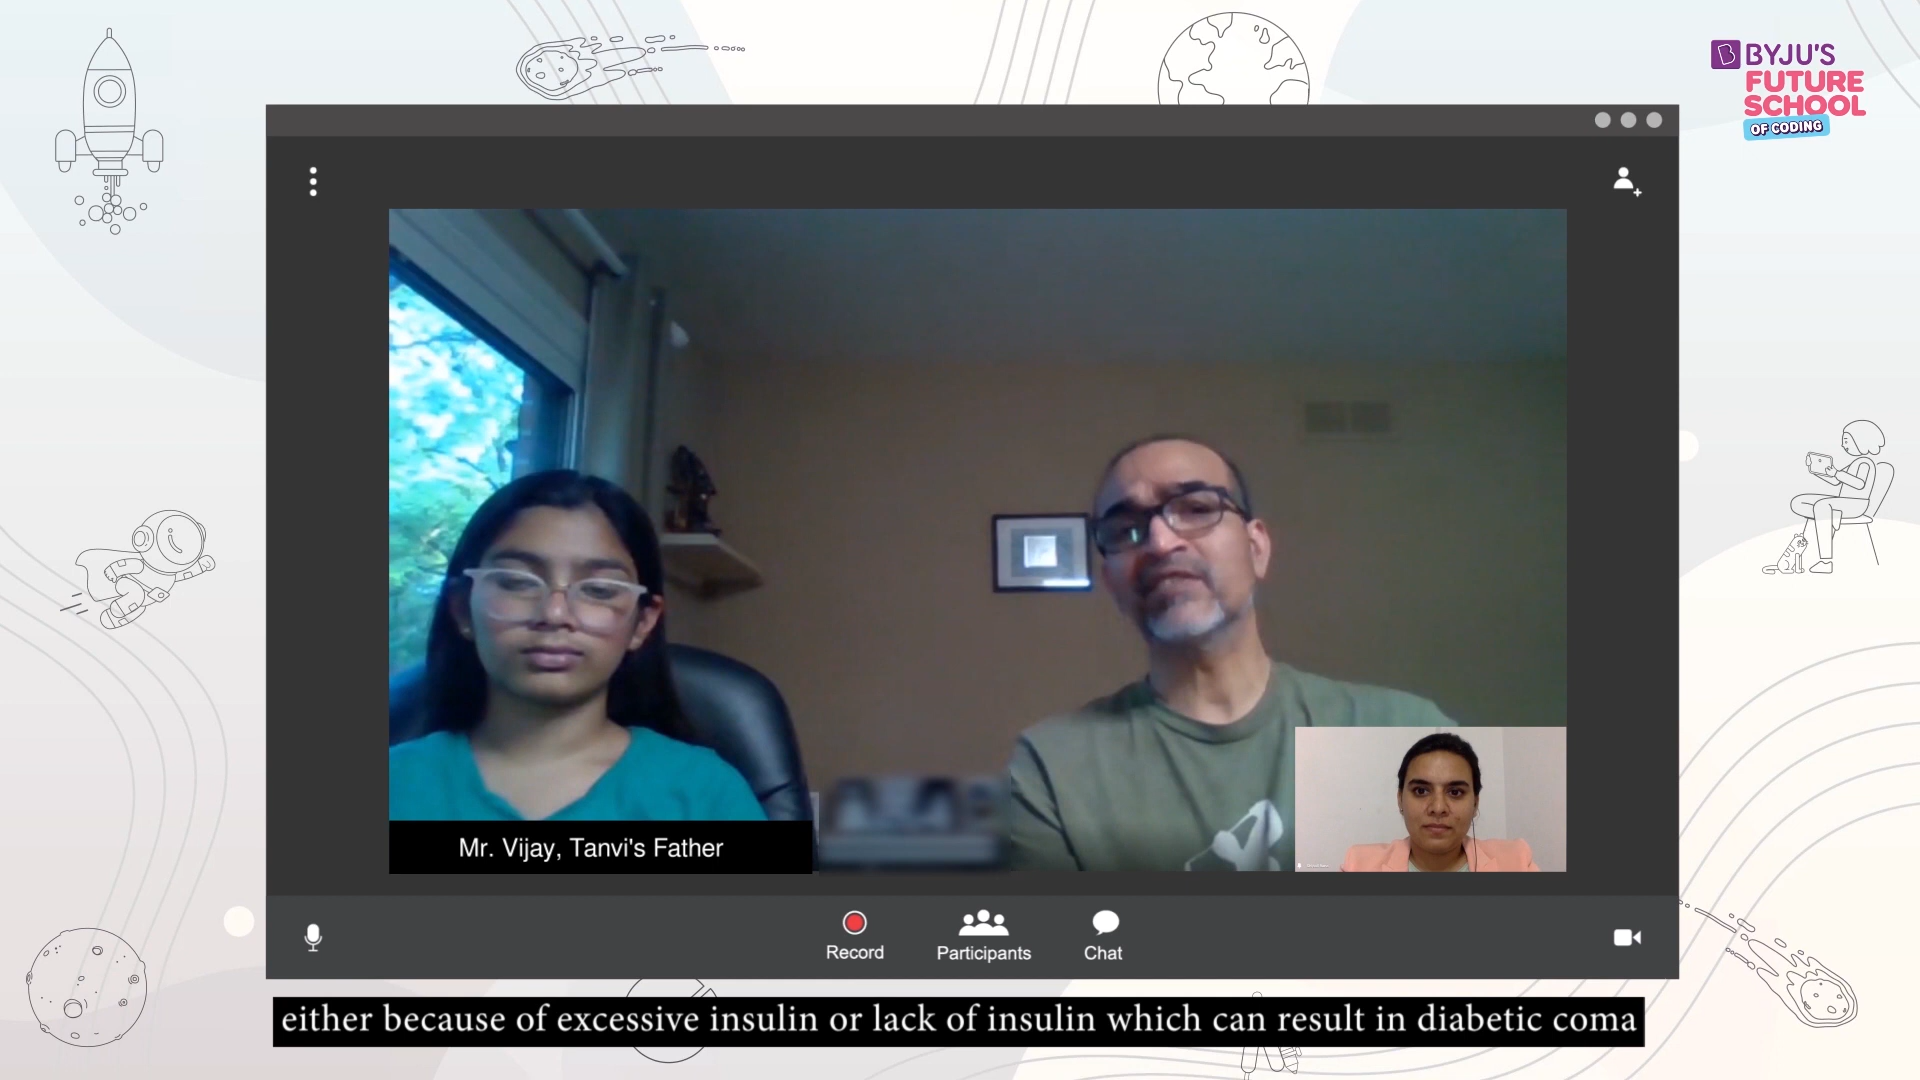 BYJU'S
FUTURE
SCHOOL
OF CODING
Mr. Vijay, Tanvi's Father
Record
Participants
Chat
either because of excessive insulin or lack of insulin which can result in diabetic coma